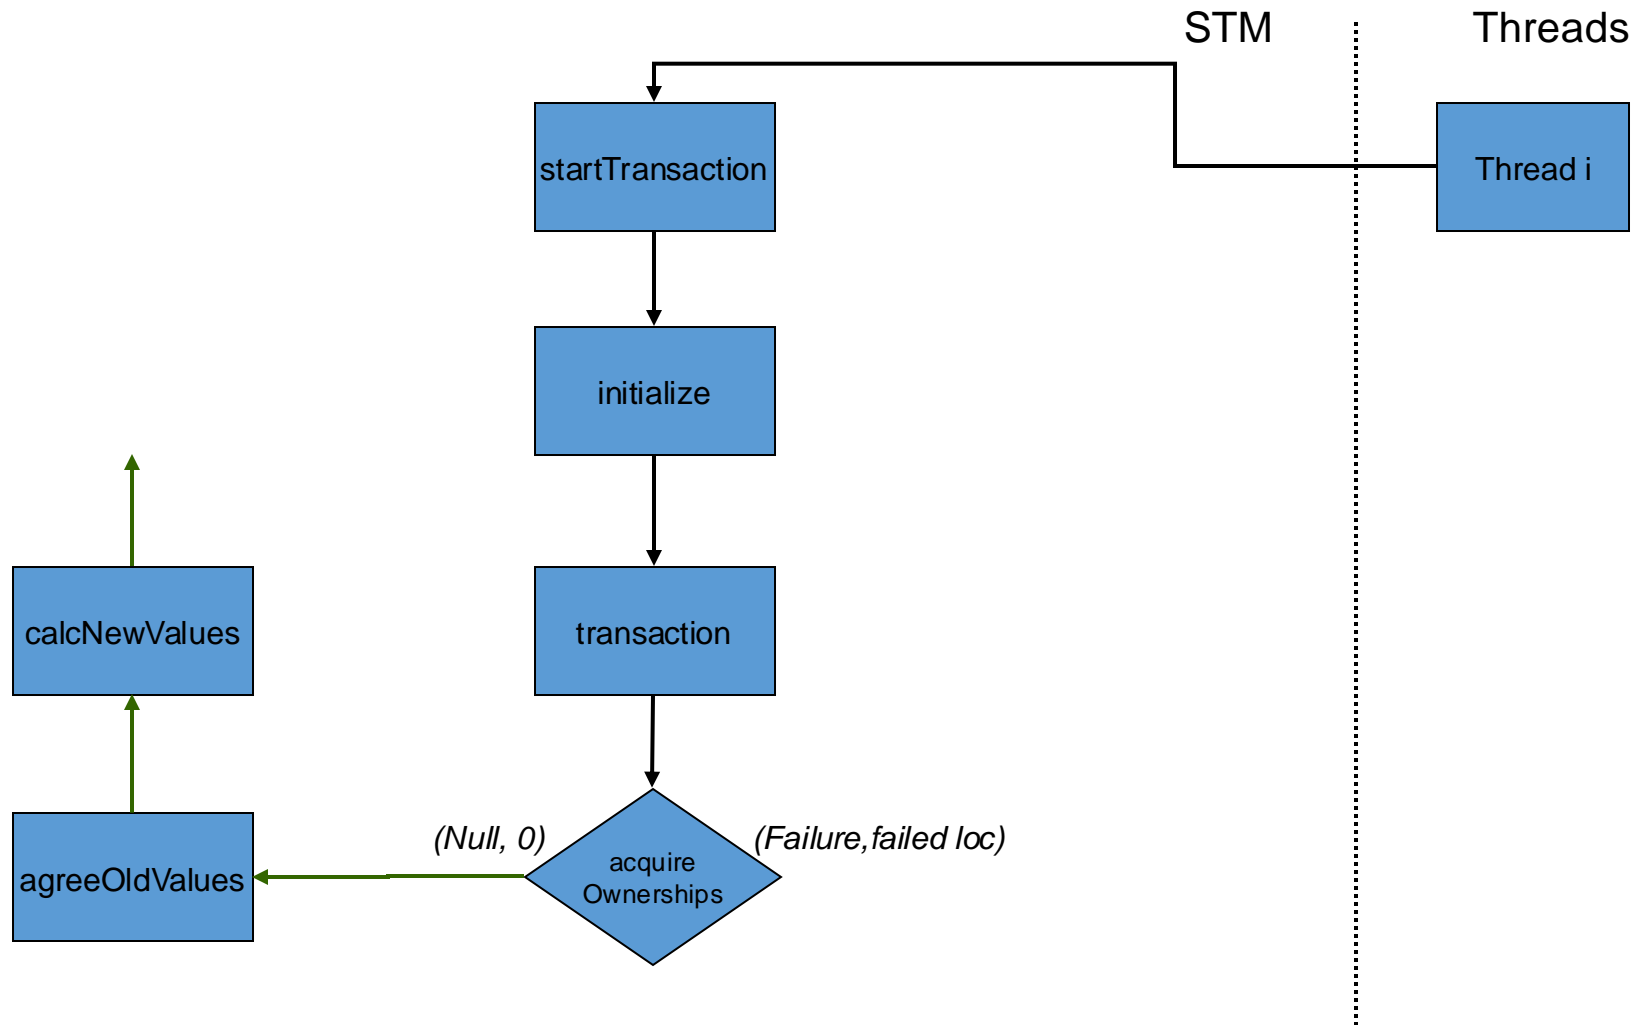 STM
Threads
startTransaction
Thread i
initialize
calcNewValues
transaction
(Null, 0)
(Failure,failed loc)
agreeOldValues
acquire
Ownerships